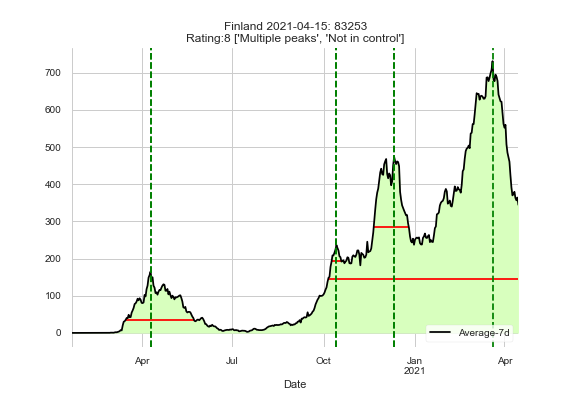 Finland 2021-04-15: 83253
Rating:8 ['Multiple peaks', 'Not in control']
700
600
500
400
300
200
100
0
Average-7d
Apr
Jul
Oct
Jan
2021
Apr
Date